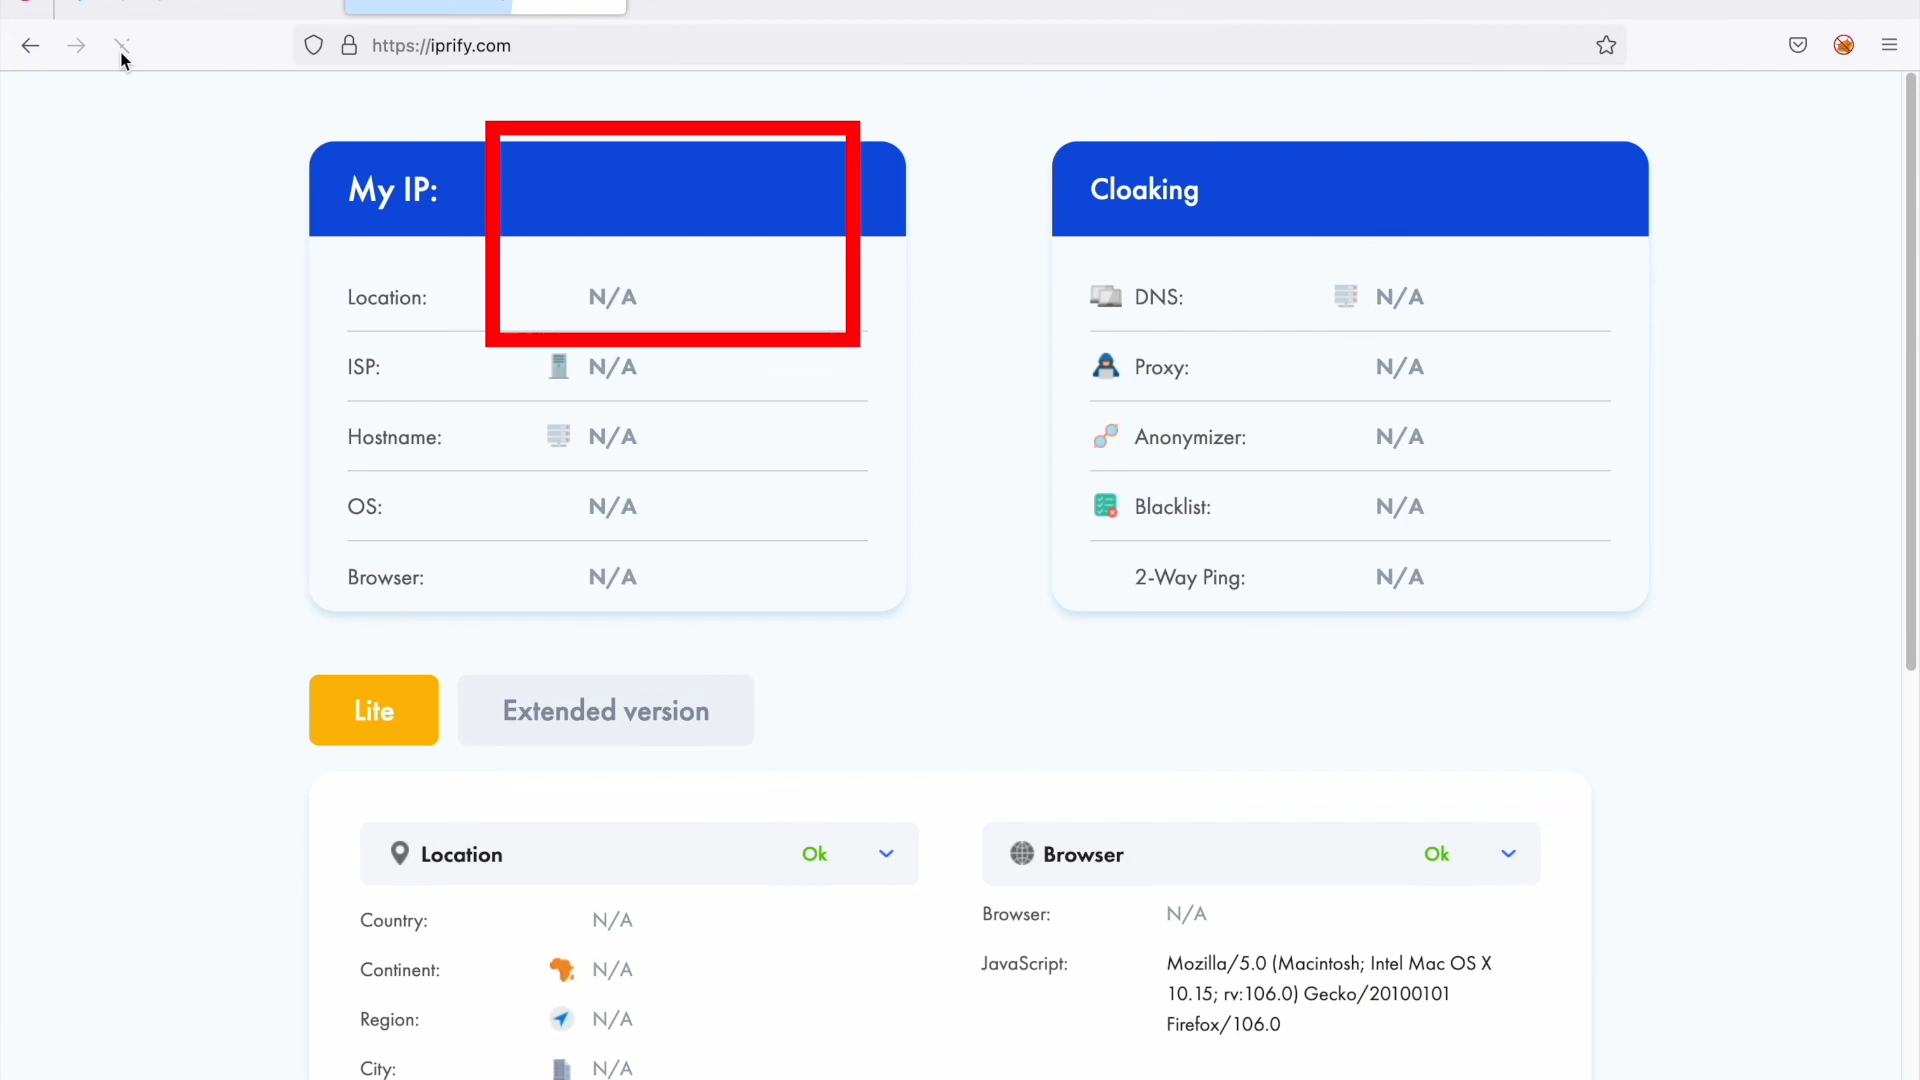 https://iprify.com
My IP:
Location: N/A
ISP: N/A
Hostname: N/A
OS: N/A
Browser: N/A
Cloaking
DNS: N/A
Proxy: N/A
Anonymizer: N/A
Blacklist: N/A
2-Way Ping: N/A
Lite
Extended version
Location Ok
Country: N/A
Continent: N/A
Region: N/A
City: N/A
Browser Ok
Browser: N/A
JavaScript: Mozilla/5.0 (Macintosh; Intel Mac OS X
10.15; rv:106.0) Gecko/20100101
Firefox/106.0